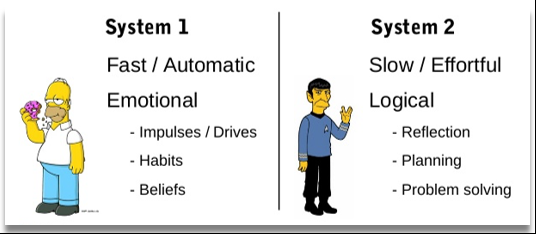 System 1
Fast / Automatic
Emotional
- Impulses / Drives
- Habits
- Beliefs
System 2
Slow / Effortful
Logical
- Reflection
- Planning
- Problem solving